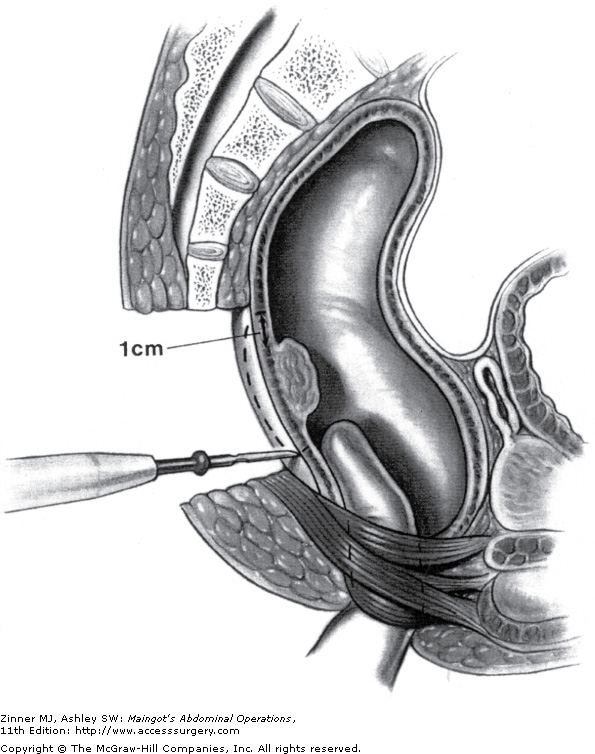 1cm
Zinner MJ, Ashley SW: Maingot's Abdominal Operations,
11th Edition: http://www.accesssurgery.com
Copyright © The McGraw-Hill Companies, Inc. All rights reserved.